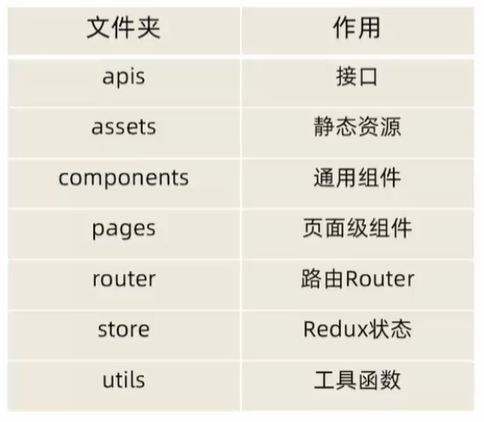 文件夹 作用
apis 接口
assets 静态资源
components 通用组件
pages 页面级组件
router 路由Router
store Redux状态
utils 工具函数